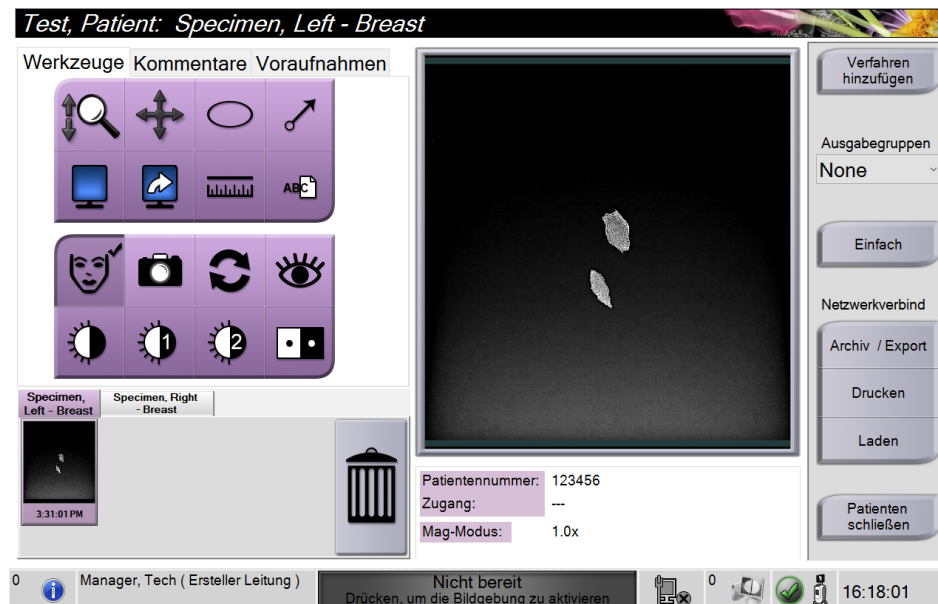 Test, Patient: Specimen, Left - Breast
Werkzeuge Kommentare Voraufnahmen
ABC
1
2
Specimen,
Left - Breast
Specimen, Right
- Breast
3:31:01 PM
Patientennummer: 123456
Zugang: ---
Mag-Modus: 1.0x
Verfahren
hinzufügen
Ausgabegruppen
None
Einfach
Netzwerkverbind
Archiv / Export
Drucken
Laden
Patienten
schließen
0
Manager, Tech ( Ersteller Leitung )
Nicht bereit
Drücken, um die Bildgebung zu aktivieren
0
16:18:01